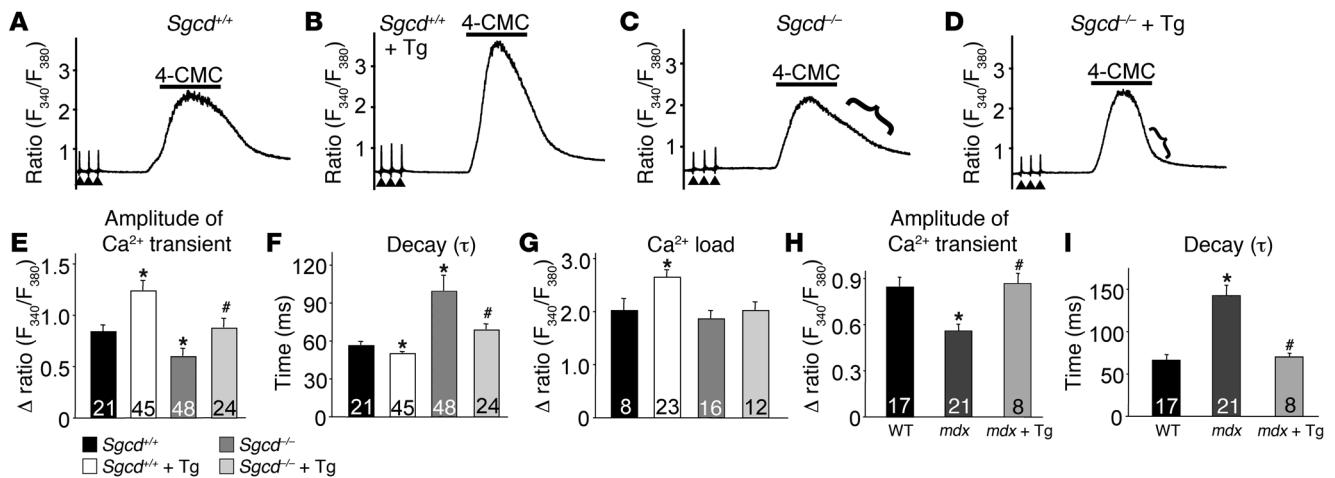 A
Sgcd+/+
Ratio (F340/F380)
3
2
1
4-CMC
B
Sgcd+/+
+ Tg
Ratio (F340/F380)
3
2
1
4-CMC
C
Sgcd–/–
Ratio (F340/F380)
3
2
1
4-CMC
D
Sgcd–/– + Tg
Ratio (F340/F380)
3
2
1
4-CMC
E
Amplitude of
Ca2+ transient
Δ ratio (F340/F380)
1.5
1.0
0.5
0
*
*
#
21
45
48
24
F
Decay (τ)
Time (ms)
120
90
60
30
0
*
*
#
21
45
48
24
G
Ca2+ load
Δ ratio (F340/F380)
3.0
2.0
1.0
0
*
8
23
16
12
H
Amplitude of
Ca2+ transient
Δ ratio (F340/F380)
0.9
0.6
0.3
0
*
#
17
21
8
WT
mdx
mdx + Tg
I
Decay (τ)
Time (ms)
150
100
50
0
*
#
17
21
8
WT
mdx
mdx + Tg
Sgcd+/+
Sgcd–/–
Sgcd+/+ + Tg
Sgcd–/– + Tg